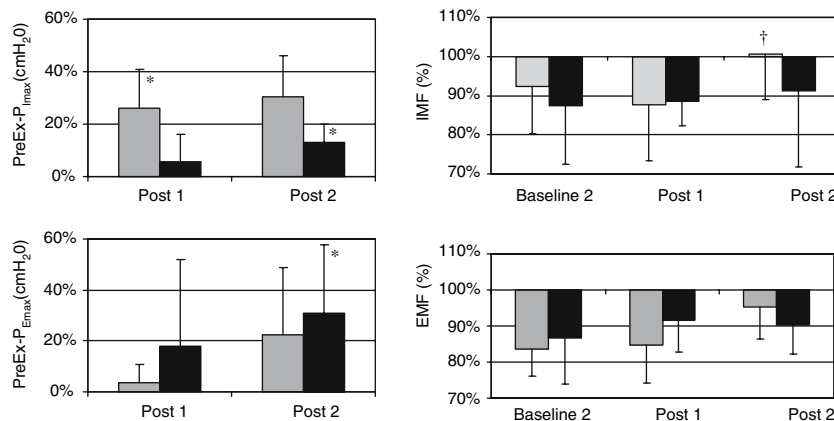 PreEx-P_Imax(cmH_20)
60%
40%
20%
0%
*
*
Post 1
Post 2
IMF (%)
110%
100%
90%
80%
70%
†
Baseline 2
Post 1
Post 2
PreEx-P_Emax(cmH_20)
60%
40%
20%
0%
*
Post 1
Post 2
EMF (%)
110%
100%
90%
80%
70%
Baseline 2
Post 1
Post 2